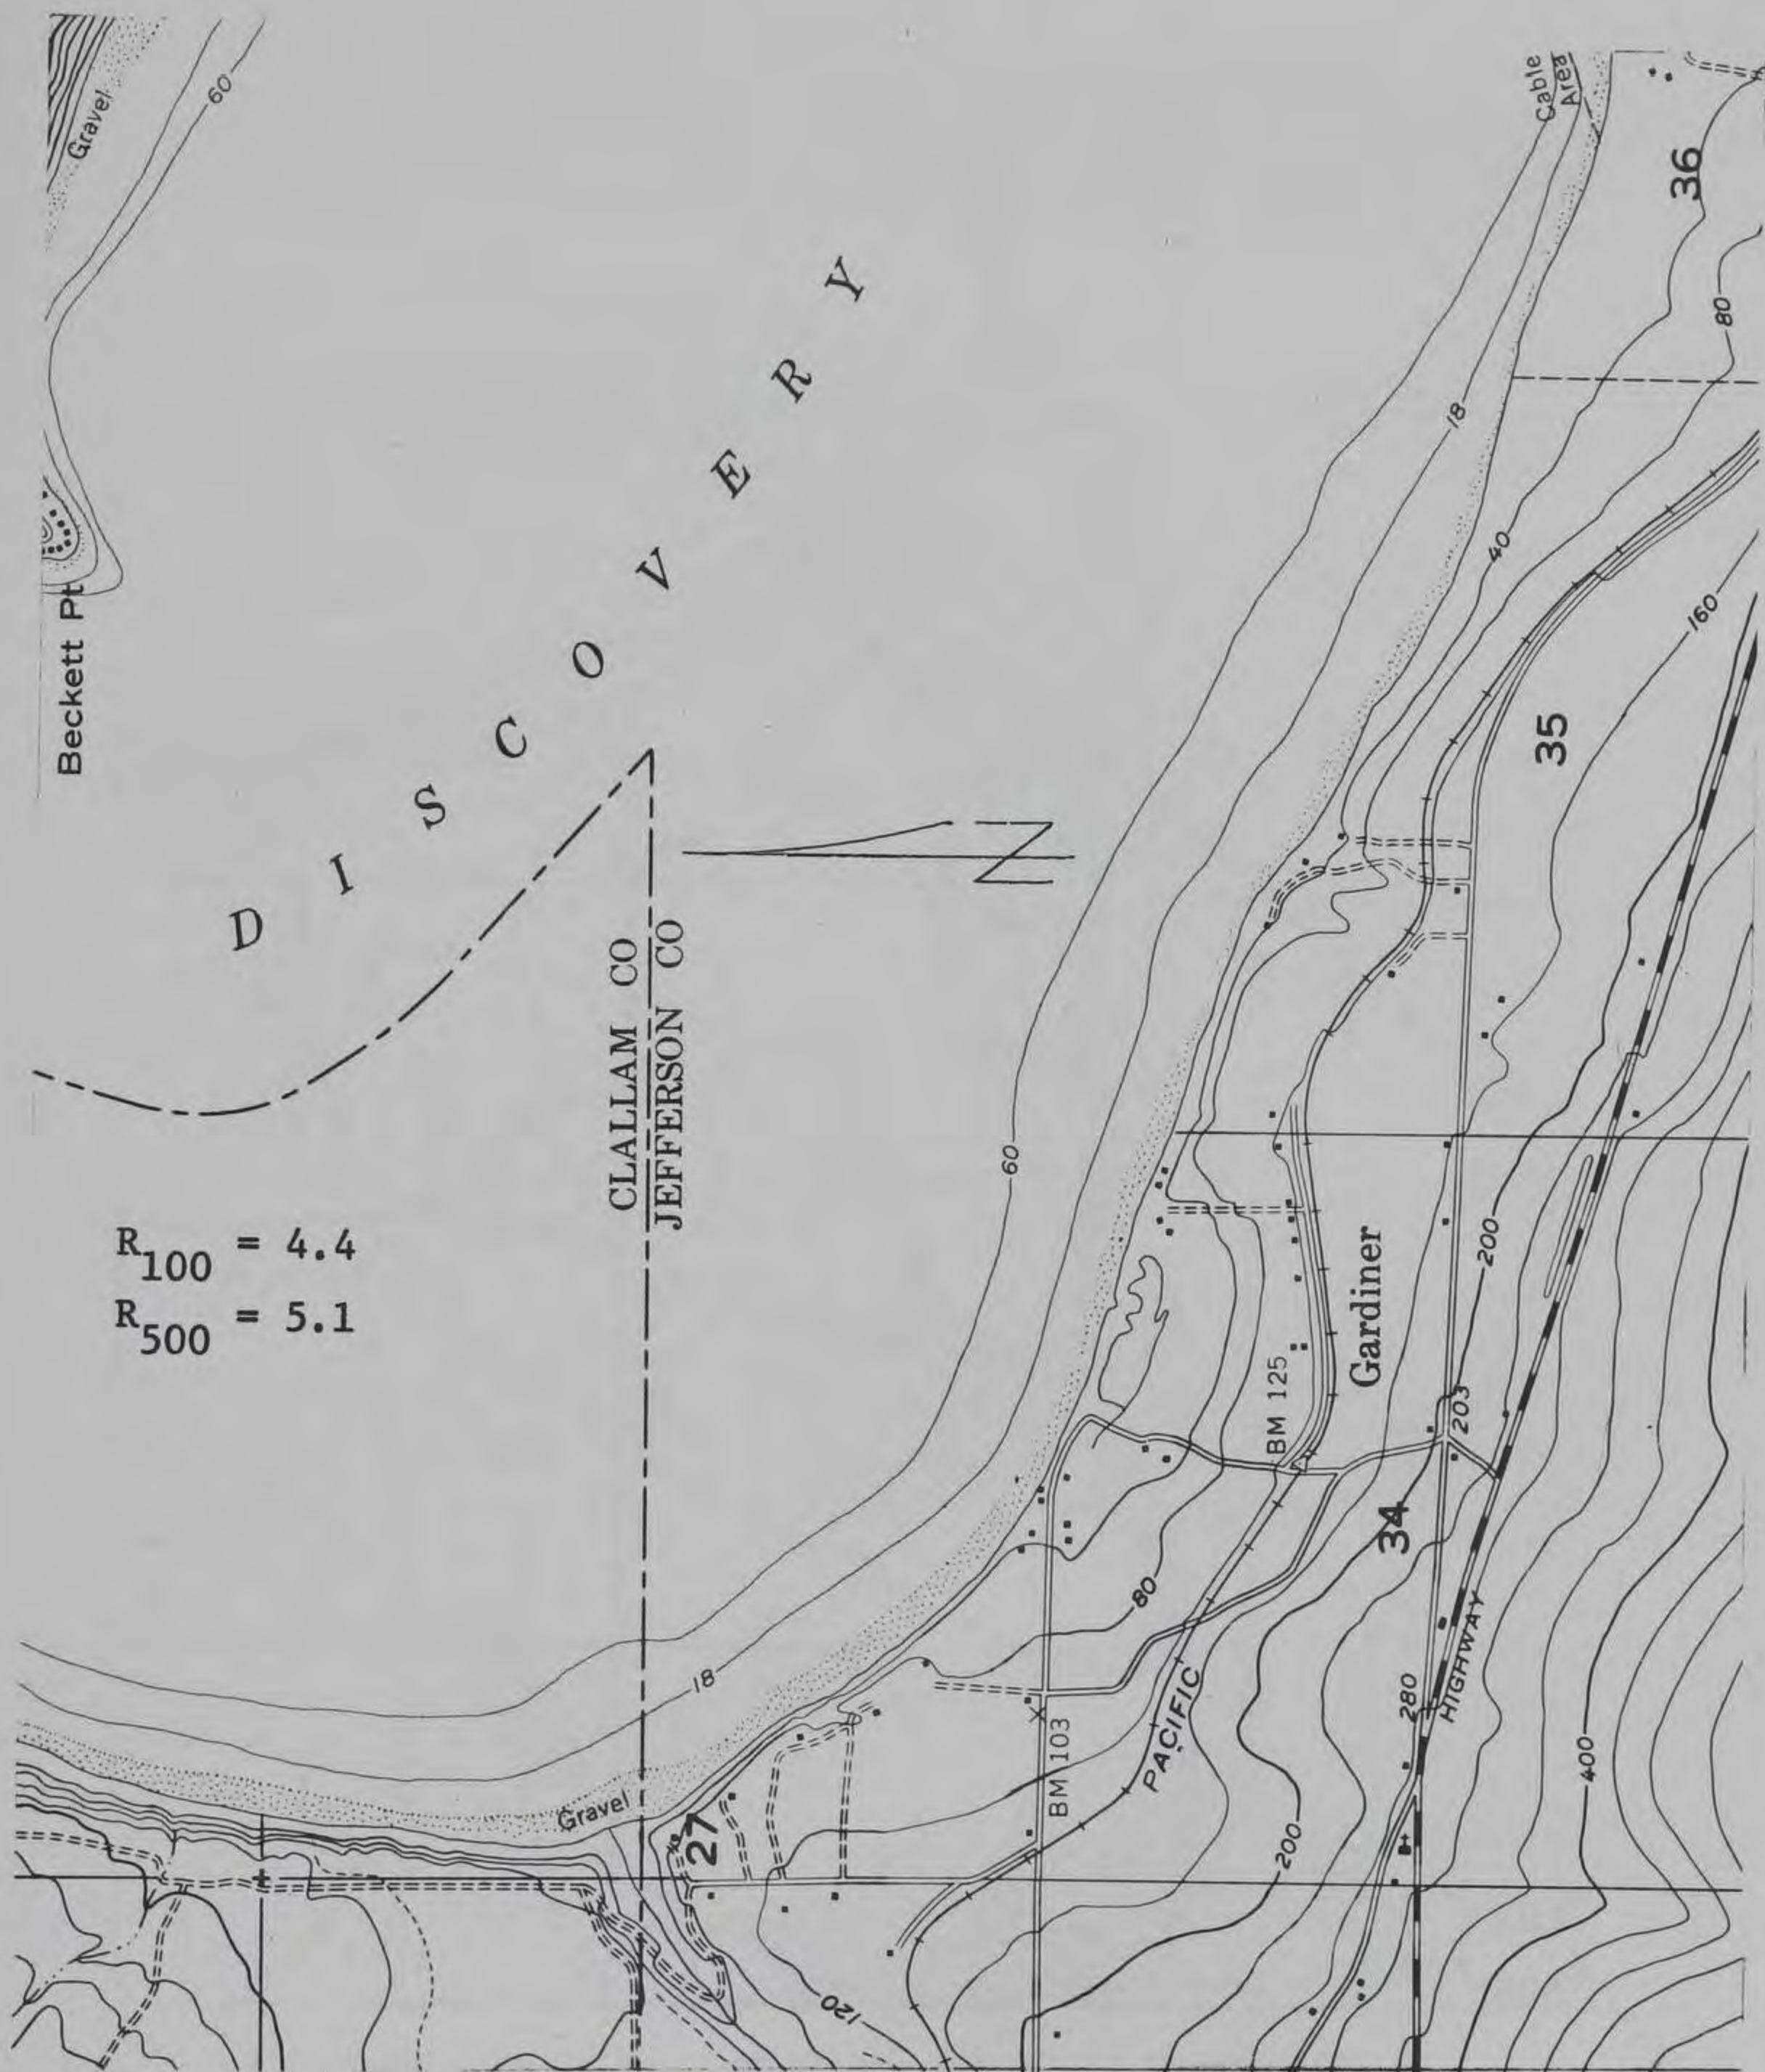 60
Gravel
Cable
Area
36
80
18
40
160
Beckett Pt
DISCOVERY
35
N
CLALLAM CO
JEFFERSON CO
60
R100 = 4.4
R500 = 5.1
200
Gardiner
BM 125
203
34
80
18
PACIFIC
HIGHWAY
280
BM 103
400
Gravel
27
200
120